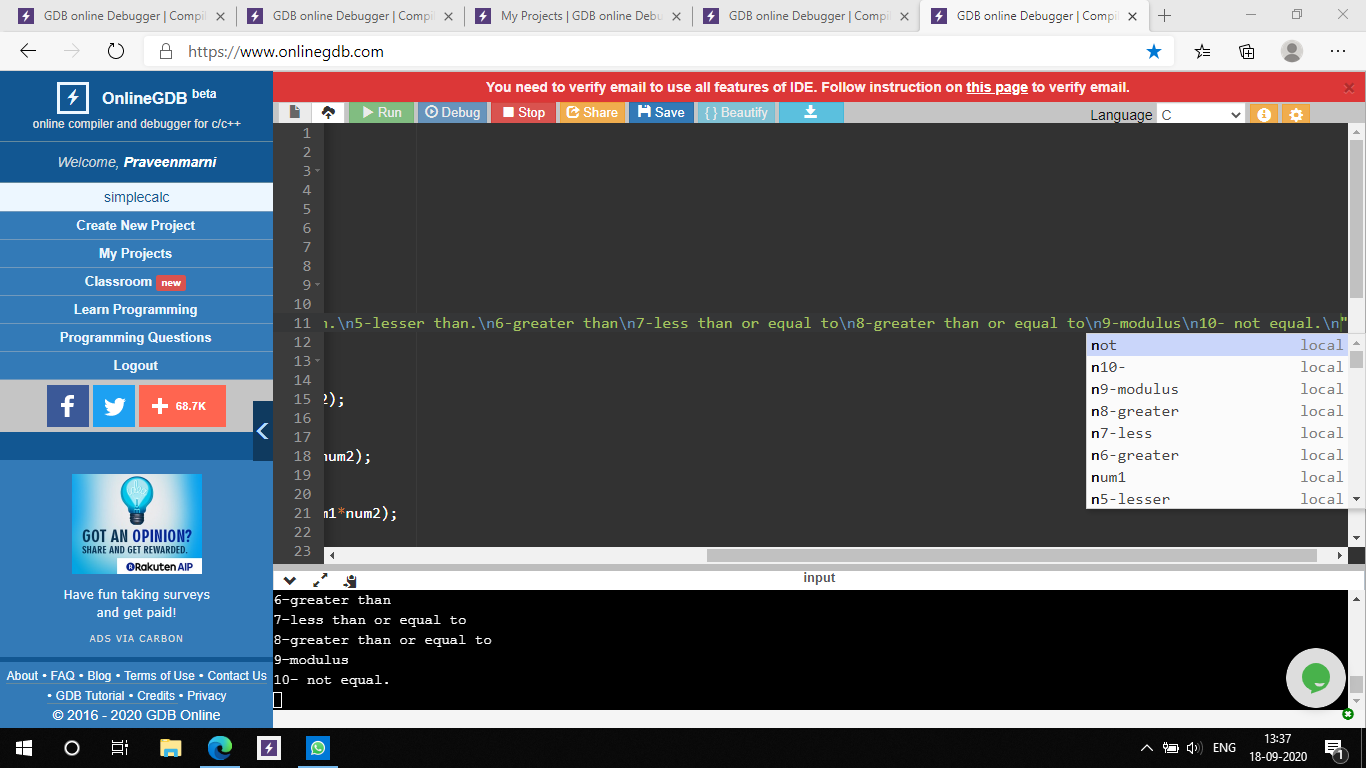 GDB online Debugger | Compil
GDB online Debugger | Compil
My Projects | GDB online Debu
GDB online Debugger | Compil
GDB online Debugger | Compil
https://www.onlinegdb.com
You need to verify email to use all features of IDE. Follow instruction on this page to verify email.
OnlineGDB beta
online compiler and debugger for c/c++
Welcome, Praveenmarni
simplecalc
Create New Project
My Projects
Classroom new
Learn Programming
Programming Questions
Logout
68.7K
GOT AN OPINION?
SHARE AND GET REWARDED.
Rakuten AIP
Have fun taking surveys
and get paid!
ADS VIA CARBON
About • FAQ • Blog • Terms of Use • Contact Us
• GDB Tutorial • Credits • Privacy
© 2016 - 2020 GDB Online
Run Debug Stop Share Save { } Beautify
Language C
1
2
3
4
5
6
7
8
9
10
11 .\n5-lesser than.\n6-greater than\n7-less than or equal to\n8-greater than or equal to\n9-modulus\n10- not equal.\n"
12
13
14
15 2);
16
17
18 num2);
19
20
21 m1*num2);
22
23
not local
n10- local
n9-modulus local
n8-greater local
n7-less local
n6-greater local
num1 local
n5-lesser local
input
6-greater than
7-less than or equal to
8-greater than or equal to
9-modulus
10- not equal.
ENG
13:37
18-09-2020
1